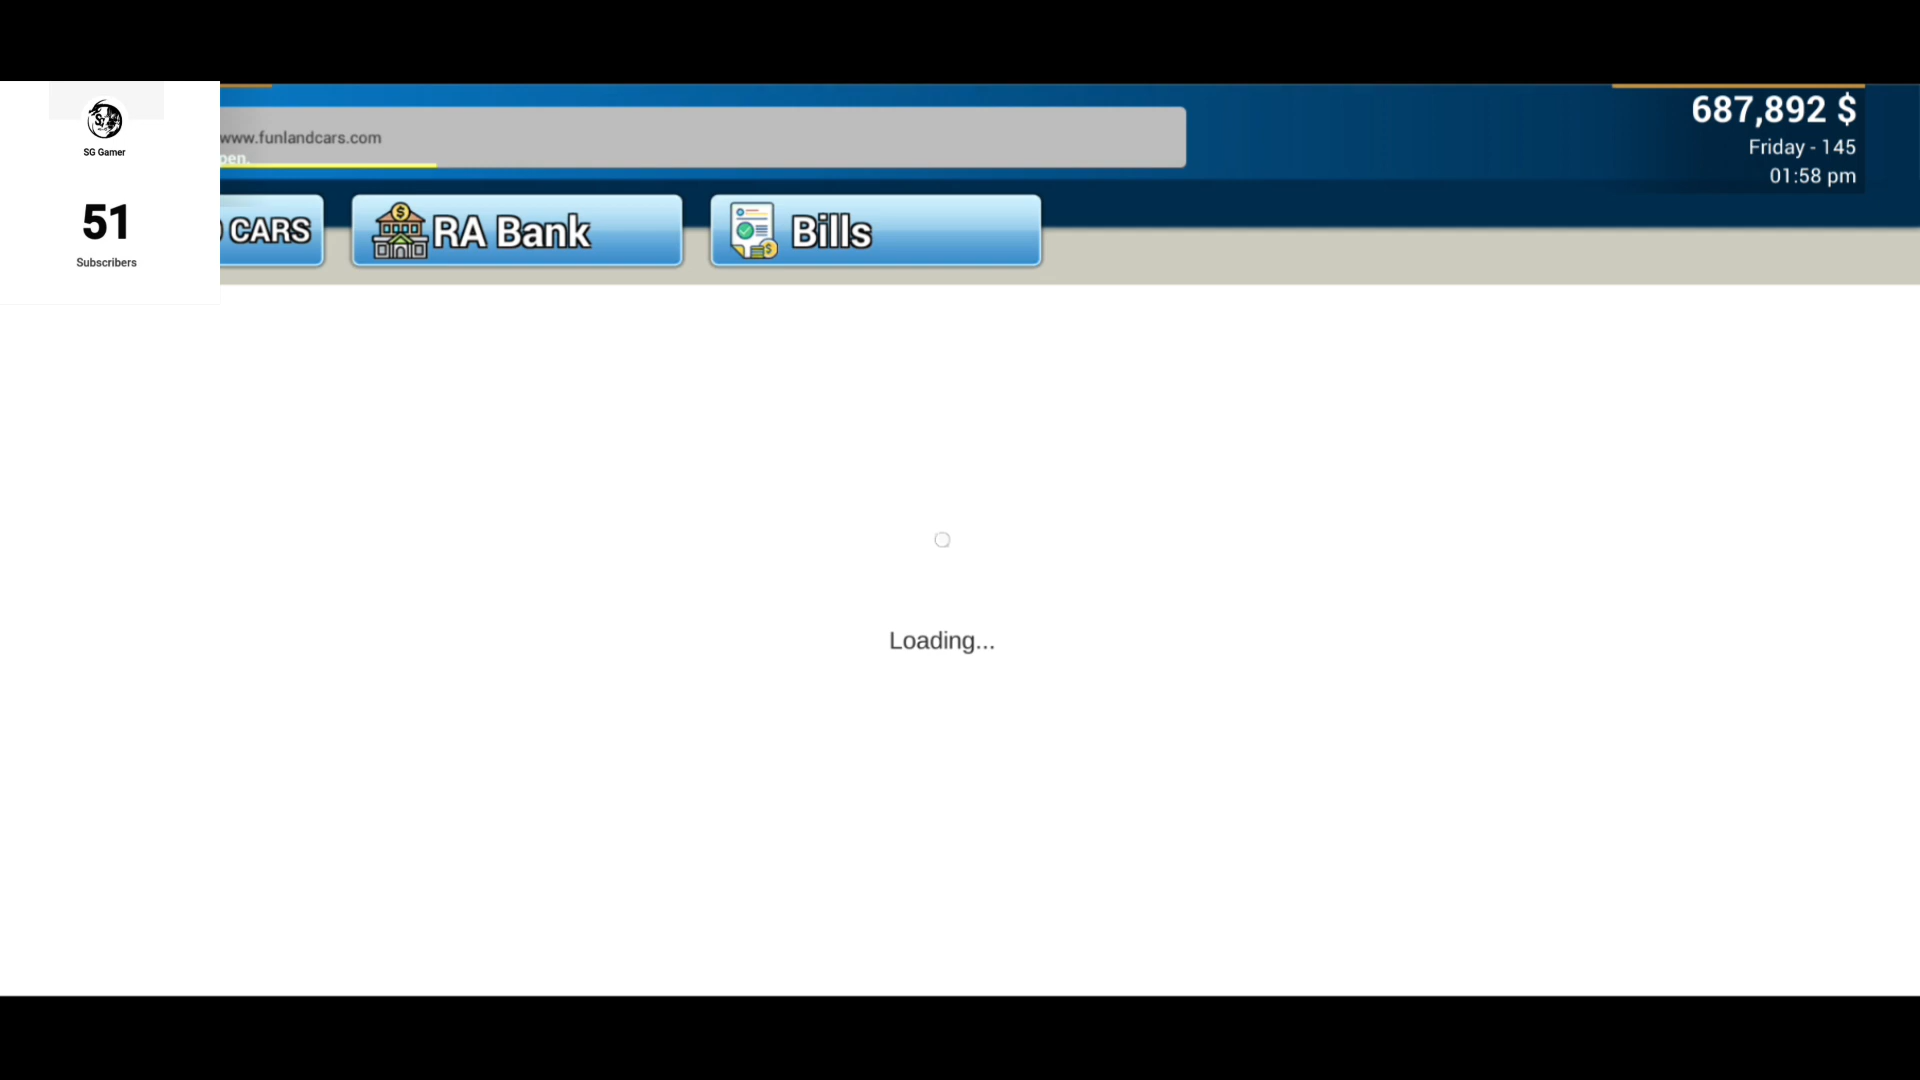 SG Gamer
51
Subscribers
www.funlandcars.com
687,892 $
Friday - 145
01:58 pm
CARS
RA Bank
Bills
Loading...